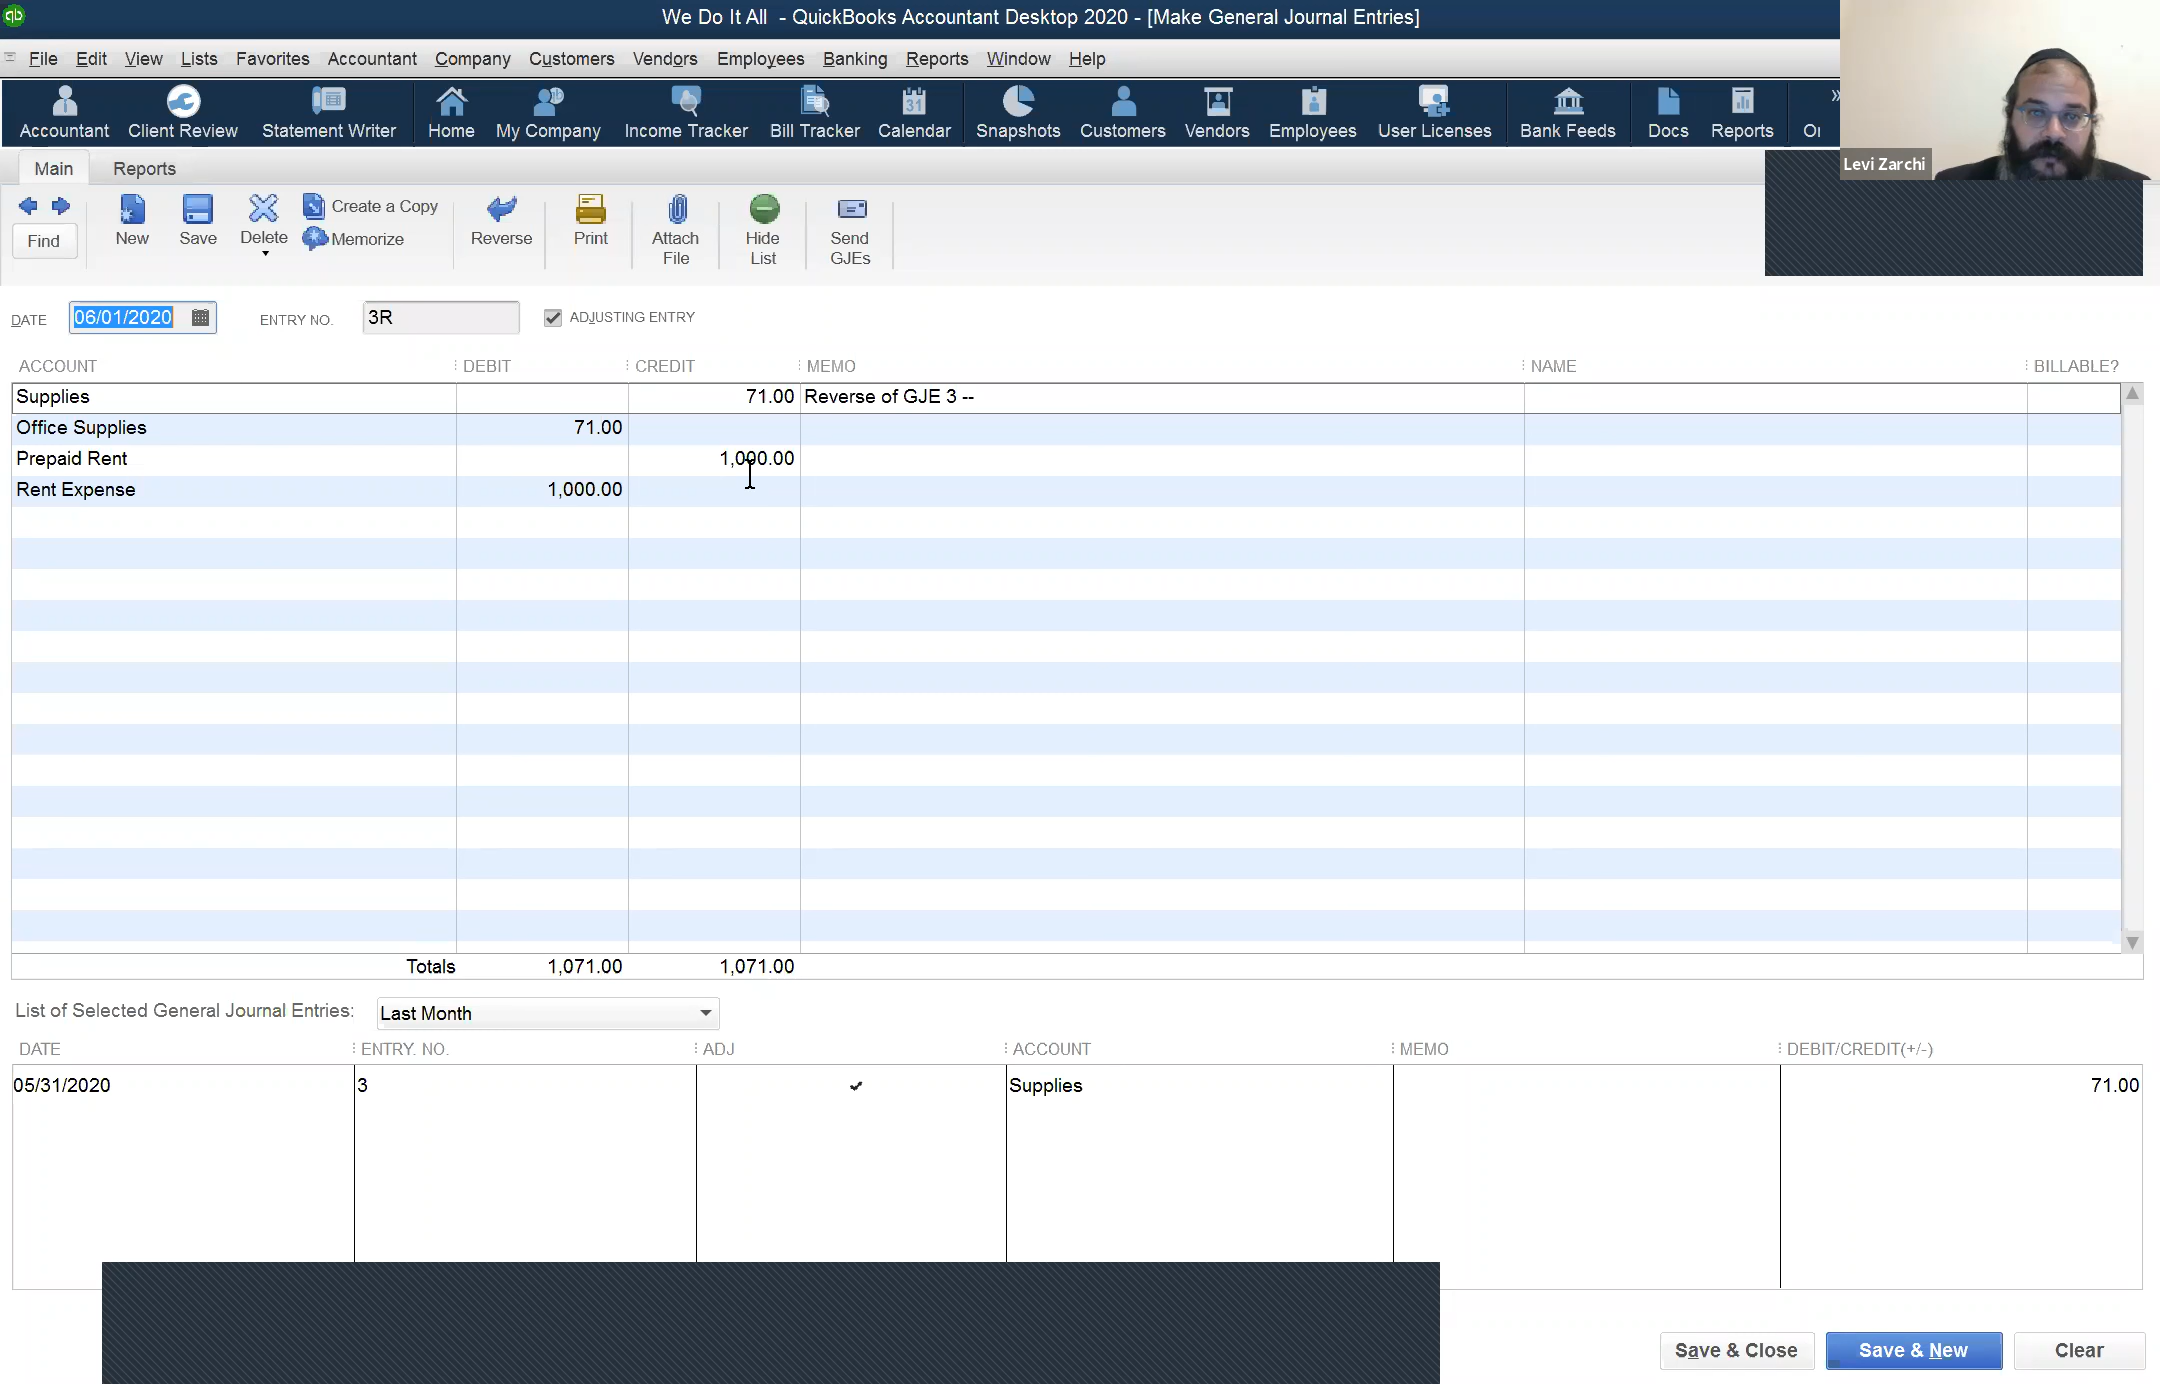 We Do It All - QuickBooks Accountant Desktop 2020 - [Make General Journal Entries]
File Edit View Lists Favorites Accountant Company Customers Vendors Employees Banking Reports Window Help
Accountant Client Review Statement Writer Home My Company Income Tracker Bill Tracker Calendar Snapshots Customers Vendors Employees User Licenses Bank Feeds Docs Reports
Levi Zarchi
Main Reports
Find New Save Delete Create a Copy Memorize Reverse Print Attach File Hide List Send GJEs
DATE 06/01/2020 ENTRY NO. 3R ADJUSTING ENTRY
ACCOUNT DEBIT CREDIT MEMO NAME BILLABLE?
Supplies 71.00 Reverse of GJE 3 --
Office Supplies 71.00
Prepaid Rent 1,000.00
Rent Expense 1,000.00
Totals 1,071.00 1,071.00
List of Selected General Journal Entries: Last Month
DATE ENTRY. NO. ADJ ACCOUNT MEMO DEBIT/CREDIT(+/-)
05/31/2020 3 Supplies 71.00
Save & Close Save & New Clear